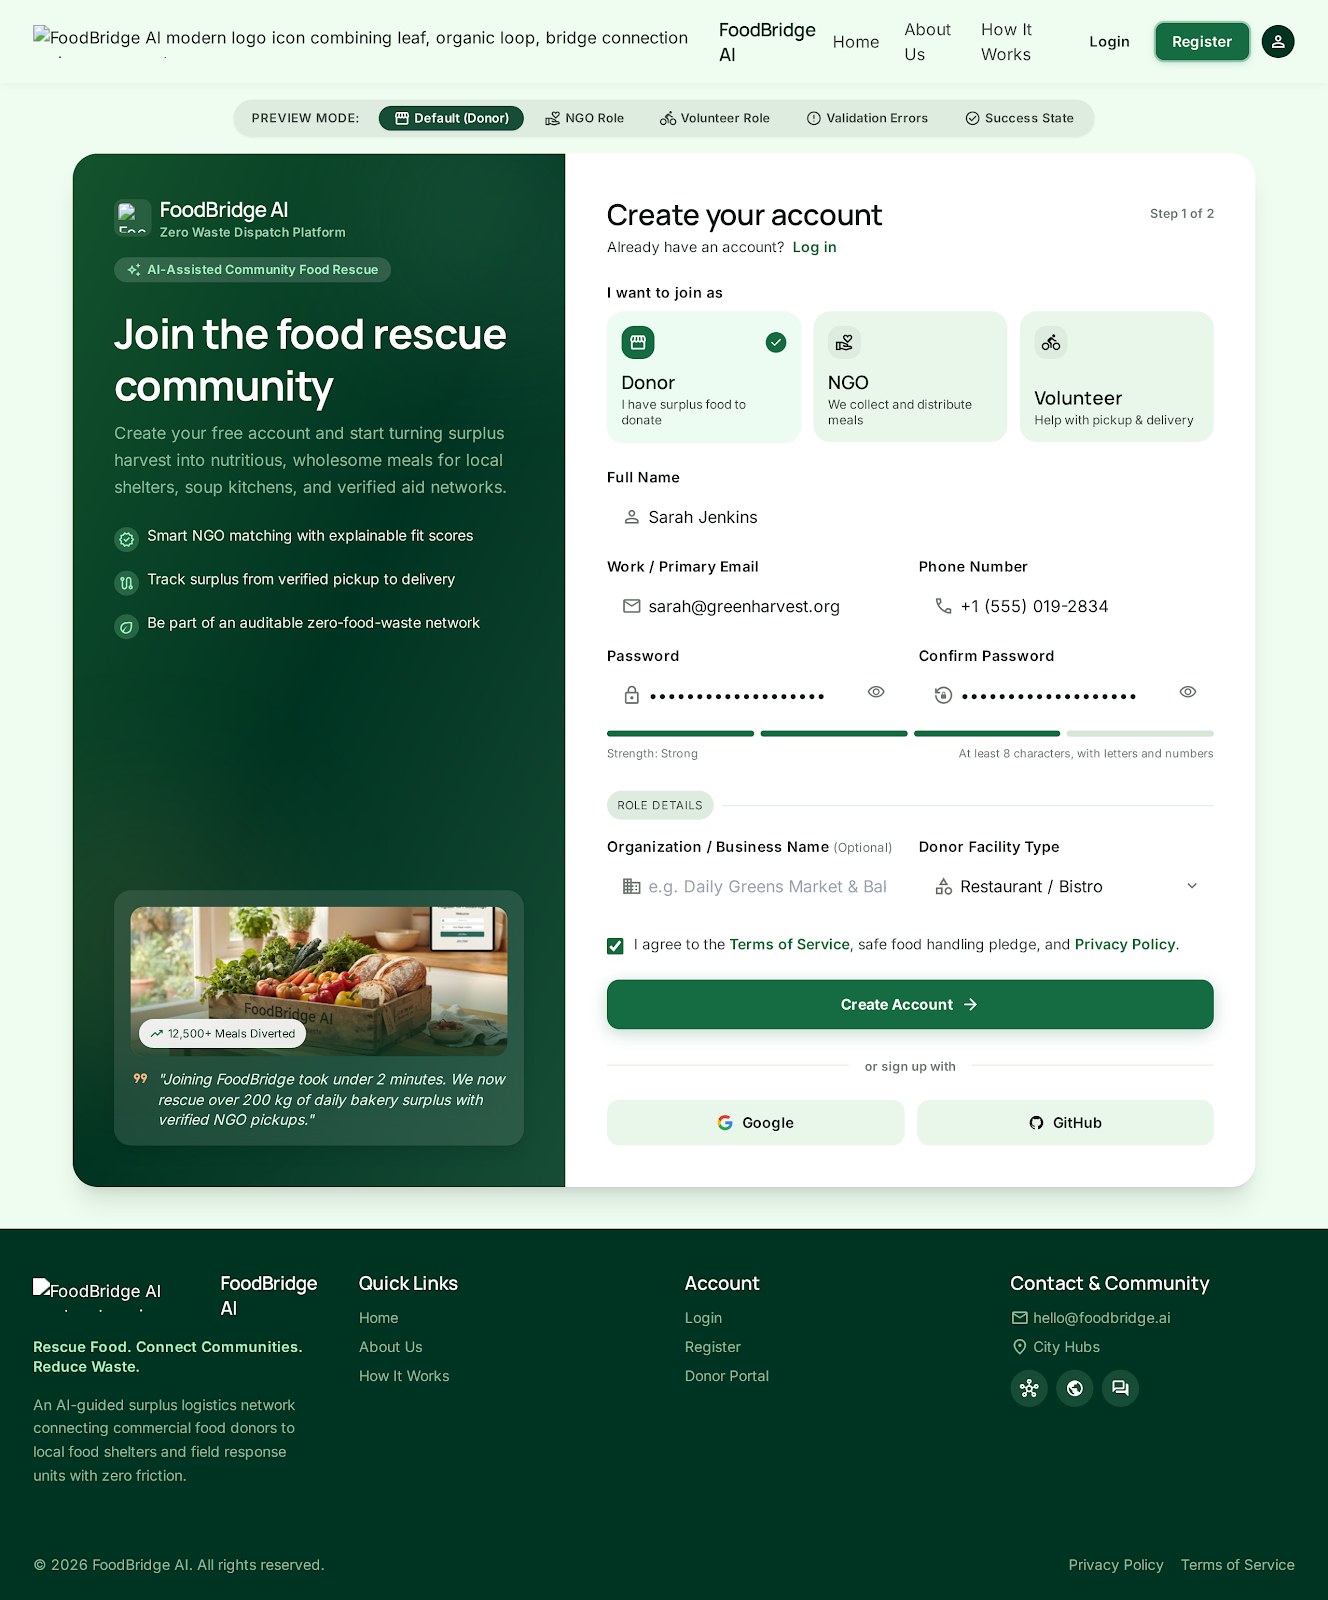 FoodBridge AI modern logo icon combining leaf, organic loop, bridge connection
FoodBridge
AI
Home
About
Us
How It
Works
Login
Register
PREVIEW MODE:
Default (Donor)
NGO Role
Volunteer Role
Validation Errors
Success State
FoodBridge AI
Zero Waste Dispatch Platform
AI-Assisted Community Food Rescue
Join the food rescue
community
Create your free account and start turning surplus
harvest into nutritious, wholesome meals for local
shelters, soup kitchens, and verified aid networks.
Smart NGO matching with explainable fit scores
Track surplus from verified pickup to delivery
Be part of an auditable zero-food-waste network
FoodBridge AI
12,500+ Meals Diverted
"Joining FoodBridge took under 2 minutes. We now
rescue over 200 kg of daily bakery surplus with
verified NGO pickups."
Create your account
Step 1 of 2
Already have an account? Log in
I want to join as
Donor
I have surplus food to
donate
NGO
We collect and distribute
meals
Volunteer
Help with pickup & delivery
Full Name
Sarah Jenkins
Work / Primary Email
Phone Number
sarah@greenharvest.org
+1 (555) 019-2834
Password
Confirm Password
Strength: Strong
At least 8 characters, with letters and numbers
ROLE DETAILS
Organization / Business Name (Optional)
Donor Facility Type
e.g. Daily Greens Market & Bal
Restaurant / Bistro
I agree to the Terms of Service, safe food handling pledge, and Privacy Policy.
Create Account
or sign up with
Google
GitHub
FoodBridge AI
FoodBridge
AI
Rescue Food. Connect Communities.
Reduce Waste.
An AI-guided surplus logistics network
connecting commercial food donors to
local food shelters and field response
units with zero friction.
Quick Links
Home
About Us
How It Works
Account
Login
Register
Donor Portal
Contact & Community
hello@foodbridge.ai
City Hubs
© 2026 FoodBridge AI. All rights reserved.
Privacy Policy
Terms of Service